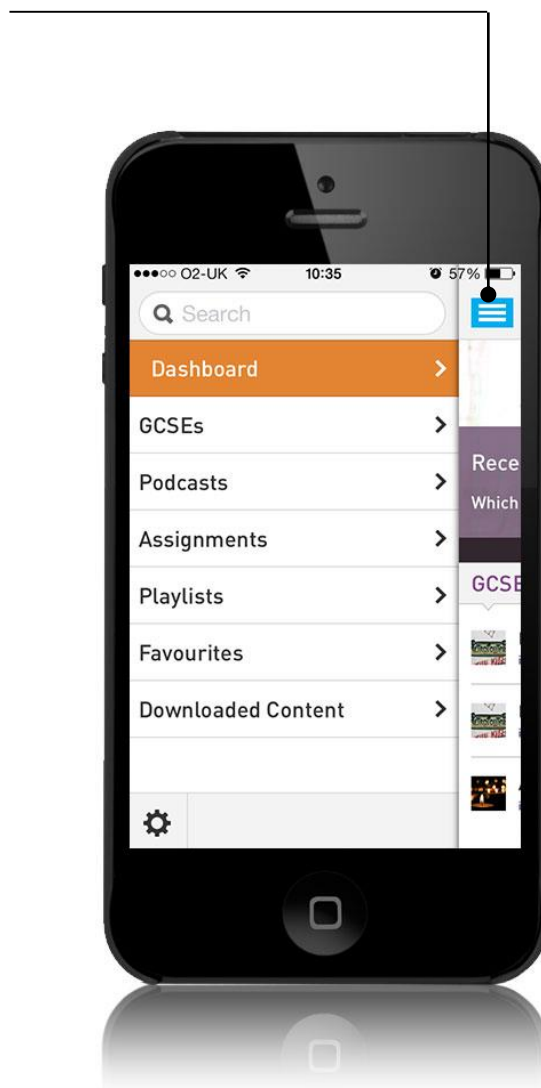 O2-UK 10:35 57%
Search
Dashboard
GCSEs
Podcasts
Assignments
Playlists
Favourites
Downloaded Content
Rece
Which
GCSE